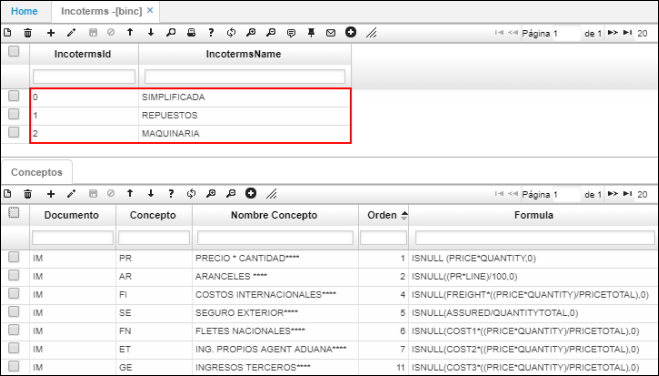 Home Incoterms -[binc] ×
Página 1 de 1 20
IncotermsId IncotermsName
0 SIMPLIFICADA
1 REPUESTOS
2 MAQUINARIA
Conceptos
Página 1 de 1 20
Documento Concepto Nombre Concepto Orden Formula
IM PR PRECIO * CANTIDAD**** 1 ISNULL (PRICE*QUANTITY,0)
IM AR ARANCELES **** 2 ISNULL((PR*LINE)/100,0)
IM FI COSTOS INTERNACIONALES**** 4 ISNULL(FREIGHT*((PRICE*QUANTITY)/PRICETOTAL),0)
IM SE SEGURO EXTERIOR**** 5 ISNULL(ASSURED/QUANTITYTOTAL,0)
IM FN FLETES NACIONALES**** 6 ISNULL(COST1*((PRICE*QUANTITY)/PRICETOTAL),0)
IM ET ING. PROPIOS AGENT ADUANA**** 7 ISNULL(COST2*((PRICE*QUANTITY)/PRICETOTAL),0)
IM GE INGRESOS TERCEROS**** 11 ISNULL(COST3*((PRICE*QUANTITY)/PRICETOTAL),0)